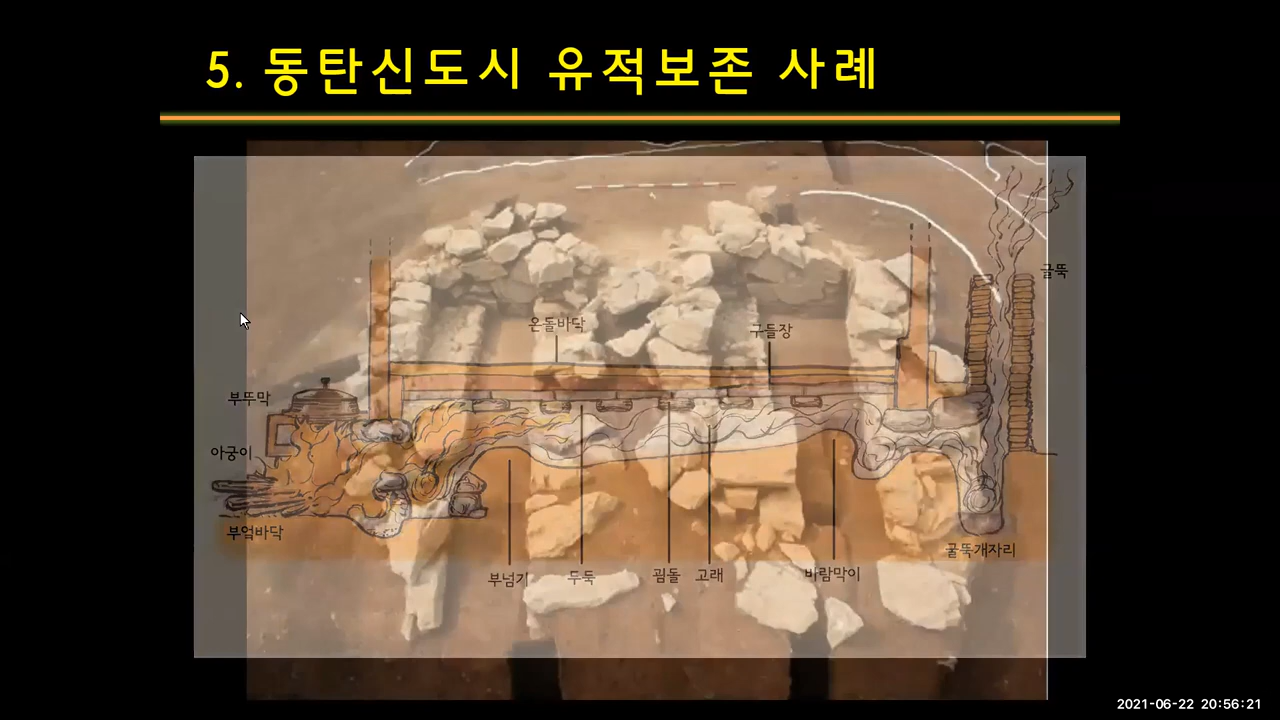 5. 동탄신도시 유적보존 사례
굴뚝
온돌바닥
구들장
부뚜막
아궁이
부엌바닥
굴뚝개자리
부넘기
두둑
굄돌
고래
바람막이
2021-06-22 20:56:21